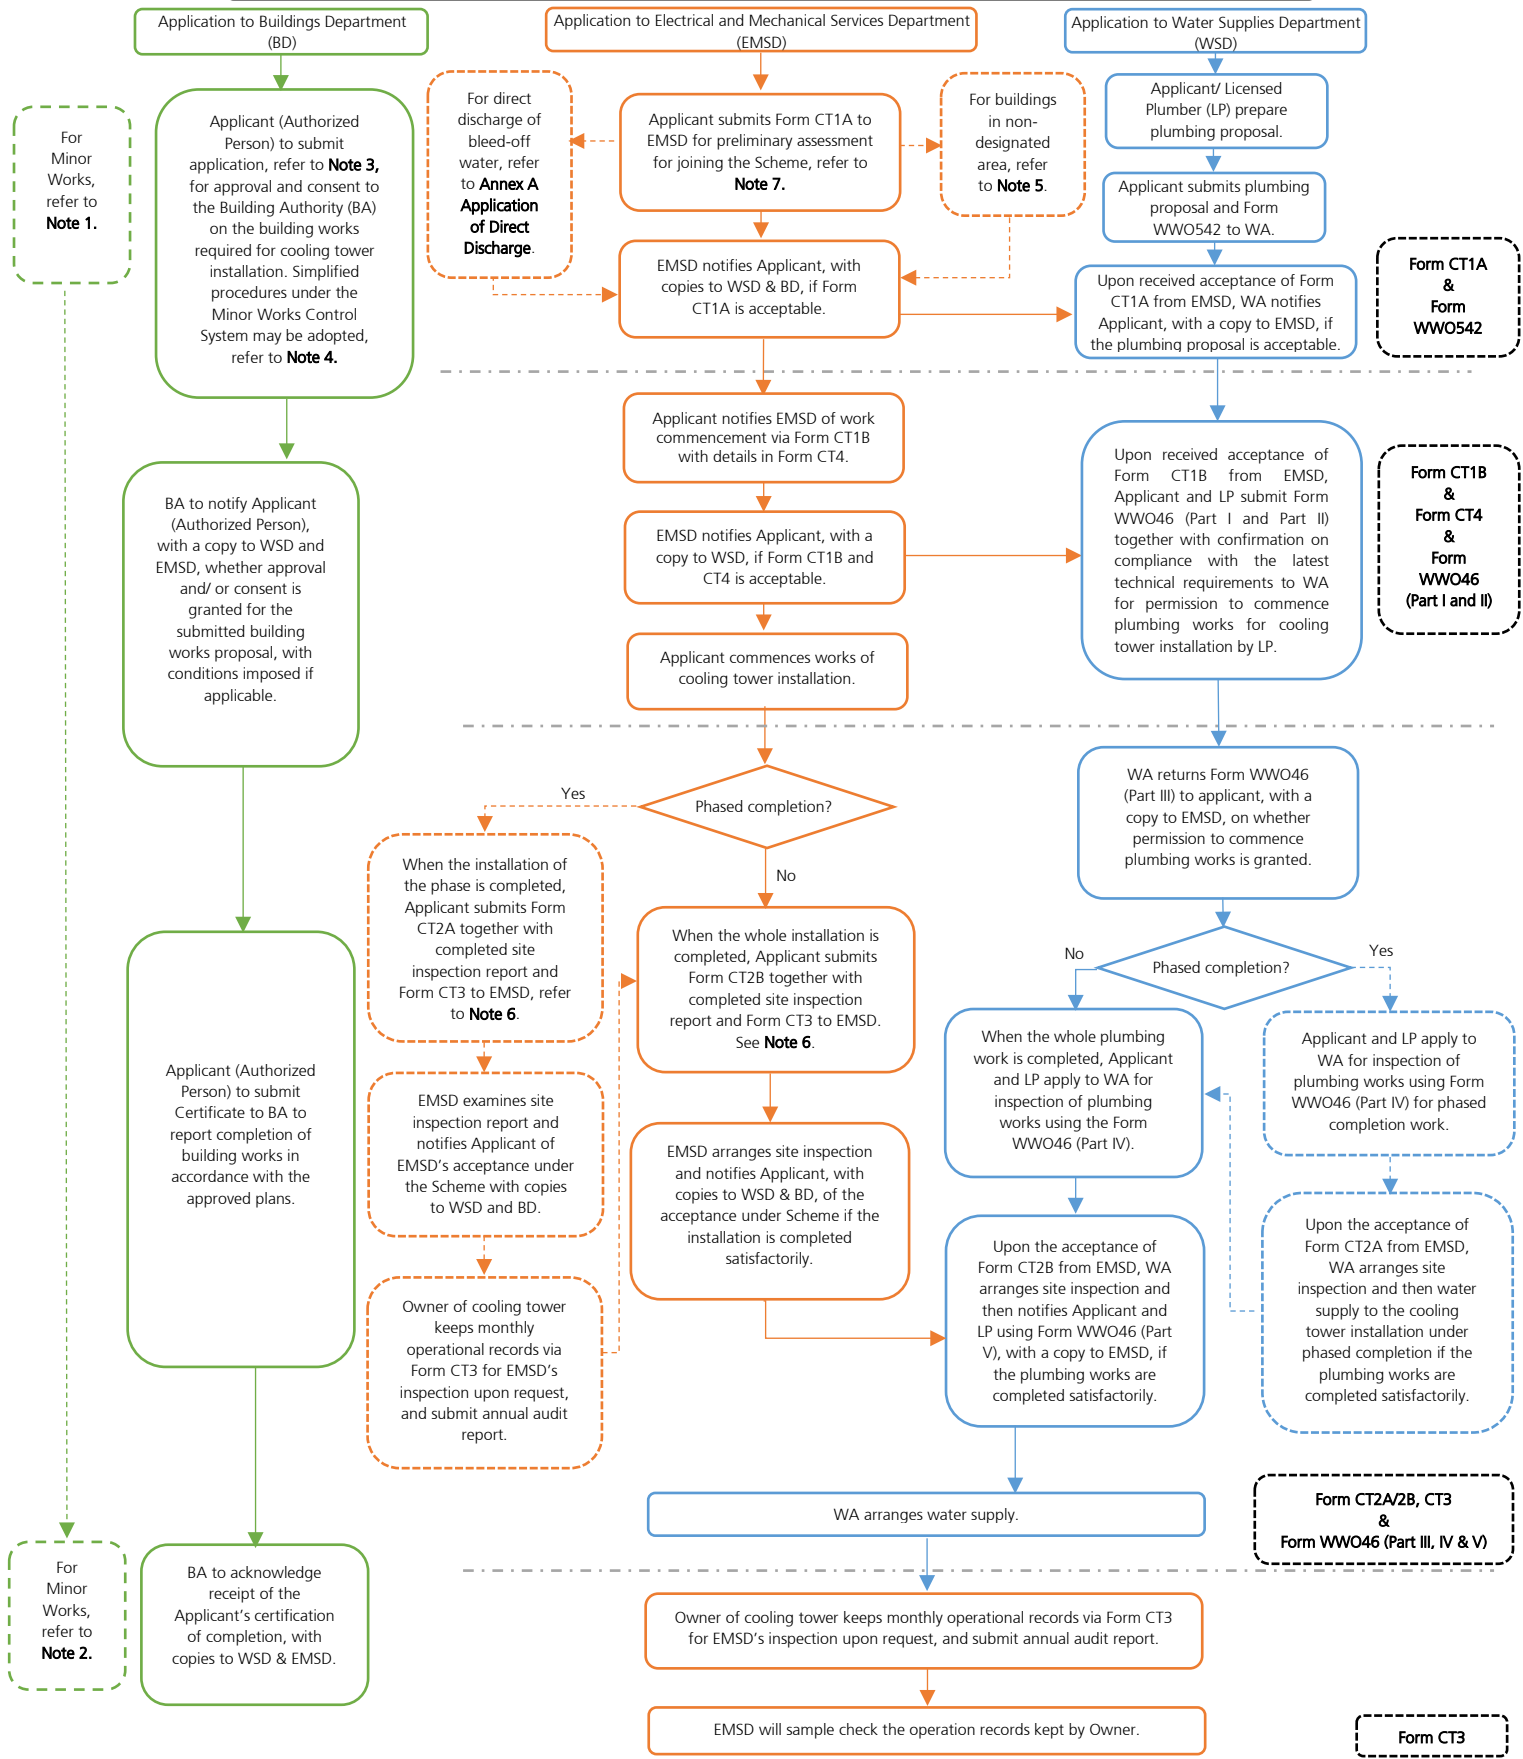 Application to Buildings Department
(BD)
For
Minor
Works,
refer to
Note 1.
Applicant (Authorized
Person) to submit
application, refer to Note 3,
for approval and consent to
the Building Authority (BA)
on the building works
required for cooling tower
installation. Simplified
procedures under the
Minor Works Control
System may be adopted,
refer to Note 4.
BA to notify Applicant
(Authorized Person),
with a copy to WSD and
EMSD, whether approval
and/ or consent is
granted for the
submitted building
works proposal, with
conditions imposed if
applicable.
Applicant (Authorized
Person) to submit
Certificate to BA to
report completion of
building works in
accordance with the
approved plans.
For
Minor
Works,
refer to
Note 2.
BA to acknowledge
receipt of the
Applicant’s certification
of completion, with
copies to WSD & EMSD.
Application to Electrical and Mechanical Services Department
(EMSD)
For direct
discharge of
bleed-off
water, refer
to Annex A
Application
of Direct
Discharge.
Applicant submits Form CT1A to
EMSD for preliminary assessment
for joining the Scheme, refer to
Note 7.
For buildings
in non-
designated
area, refer
to Note 5.
EMSD notifies Applicant, with
copies to WSD & BD, if Form
CT1A is acceptable.
Applicant notifies EMSD of work
commencement via Form CT1B
with details in Form CT4.
EMSD notifies Applicant, with a
copy to WSD, if Form CT1B and
CT4 is acceptable.
Applicant commences works of
cooling tower installation.
Phased completion?
Yes
No
When the installation of
the phase is completed,
Applicant submits Form
CT2A together with
completed site
inspection report and
Form CT3 to EMSD, refer
to Note 6.
EMSD examines site
inspection report and
notifies Applicant of
EMSD’s acceptance under
the Scheme with copies
to WSD and BD.
Owner of cooling tower
keeps monthly
operational records via
Form CT3 for EMSD’s
inspection upon request,
and submit annual audit
report.
When the whole installation is
completed, Applicant submits
Form CT2B together with
completed site inspection
report and Form CT3 to EMSD.
See Note 6.
EMSD arranges site inspection
and notifies Applicant, with
copies to WSD & BD, of the
acceptance under Scheme if the
installation is completed
satisfactorily.
Application to Water Supplies Department
(WSD)
Applicant/ Licensed
Plumber (LP) prepare
plumbing proposal.
Applicant submits plumbing
proposal and Form
WWO542 to WA.
Upon received acceptance of Form
CT1A from EMSD, WA notifies
Applicant, with a copy to EMSD, if
the plumbing proposal is acceptable.
Form CT1A
&
Form
WWO542
Upon received acceptance of
Form CT1B from EMSD,
Applicant and LP submit Form
WWO46 (Part I and Part II)
together with confirmation on
compliance with the latest
technical requirements to WA
for permission to commence
plumbing works for cooling
tower installation by LP.
Form CT1B
&
Form CT4
&
Form
WWO46
(Part I and II)
WA returns Form WWO46
(Part III) to applicant, with a
copy to EMSD, on whether
permission to commence
plumbing works is granted.
Phased completion?
No
Yes
When the whole plumbing
work is completed, Applicant
and LP apply to WA for
inspection of plumbing
works using the Form
WWO46 (Part IV).
Applicant and LP apply to
WA for inspection of
plumbing works using Form
WWO46 (Part IV) for phased
completion work.
Upon the acceptance of
Form CT2B from EMSD, WA
arranges site inspection and
then notifies Applicant and
LP using Form WWO46 (Part
V), with a copy to EMSD, if
the plumbing works are
completed satisfactorily.
Upon the acceptance of
Form CT2A from EMSD,
WA arranges site
inspection and then water
supply to the cooling
tower installation under
phased completion if the
plumbing works are
completed satisfactorily.
WA arranges water supply.
Form CT2A/2B, CT3
&
Form WWO46 (Part III, IV & V)
Owner of cooling tower keeps monthly operational records via Form CT3
for EMSD’s inspection upon request, and submit annual audit report.
EMSD will sample check the operation records kept by Owner.
Form CT3